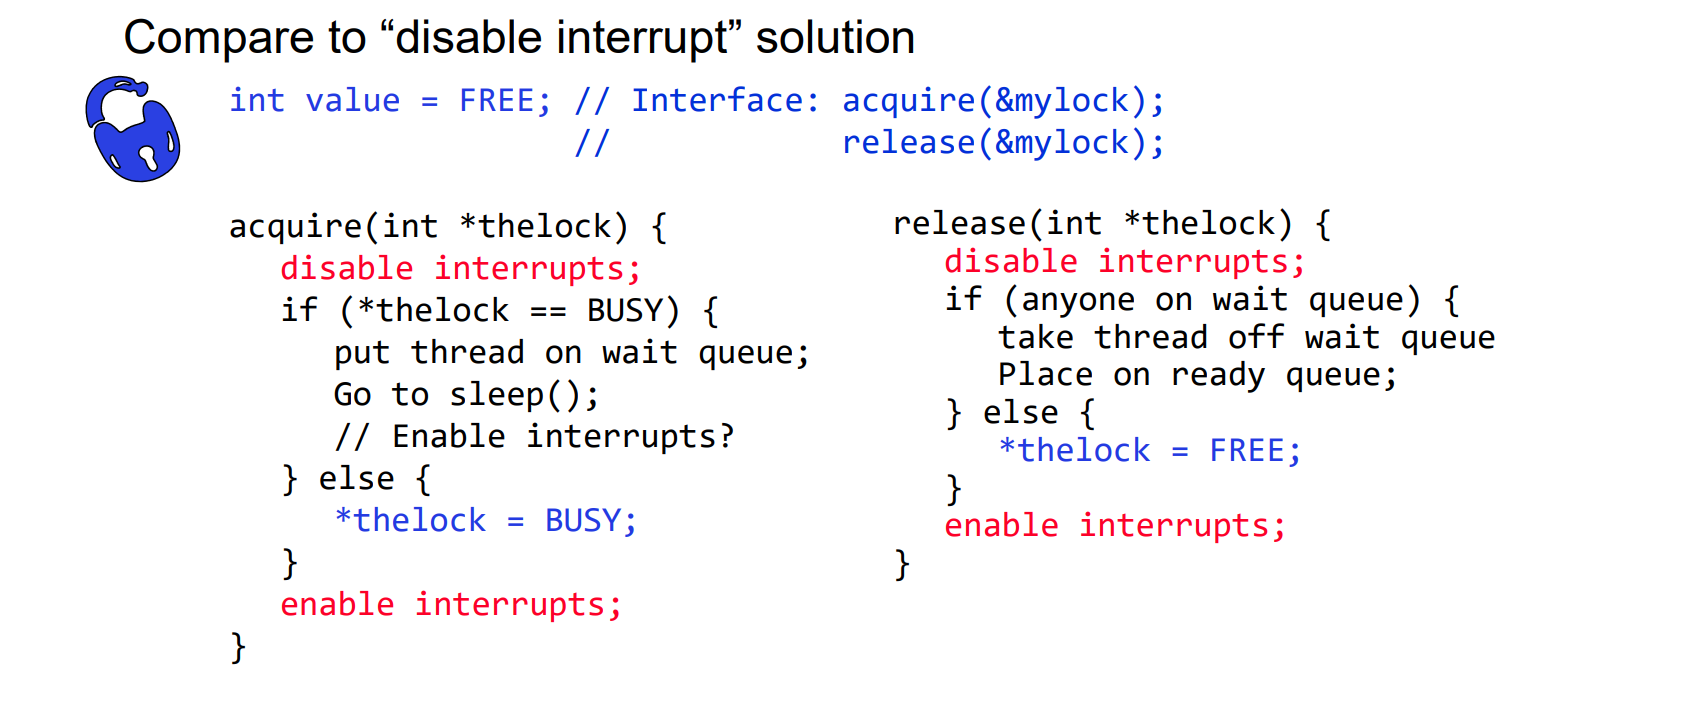 Compare to “disable interrupt” solution
int value = FREE; // Interface: acquire(&mylock);
// release(&mylock);
acquire(int *thelock) {
disable interrupts;
if (*thelock == BUSY) {
put thread on wait queue;
Go to sleep();
// Enable interrupts?
} else {
*thelock = BUSY;
}
enable interrupts;
}
release(int *thelock) {
disable interrupts;
if (anyone on wait queue) {
take thread off wait queue
Place on ready queue;
} else {
*thelock = FREE;
}
enable interrupts;
}